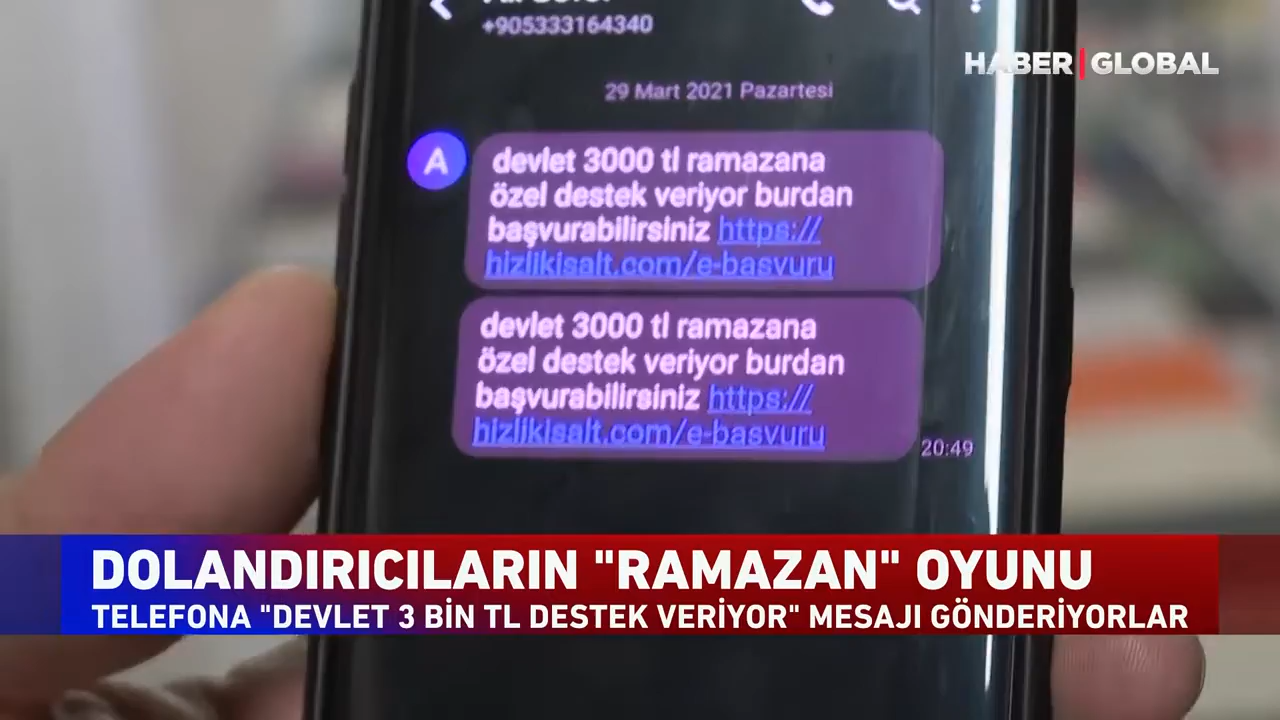 +905333164340
HABER GLOBAL
29 Mart 2021 Pazartesi
A
devlet 3000 tl ramazana
özel destek veriyor burdan
başvurabilirsiniz https://
hizlikisalt.com/e-basvuru
devlet 3000 tl ramazana
özel destek veriyor burdan
başvurabilirsiniz https://
hizlikisalt.com/e-basvuru
20:49
DOLANDIRICILARIN "RAMAZAN" OYUNU
TELEFONA "DEVLET 3 BİN TL DESTEK VERİYOR" MESAJI GÖNDERİYORLAR